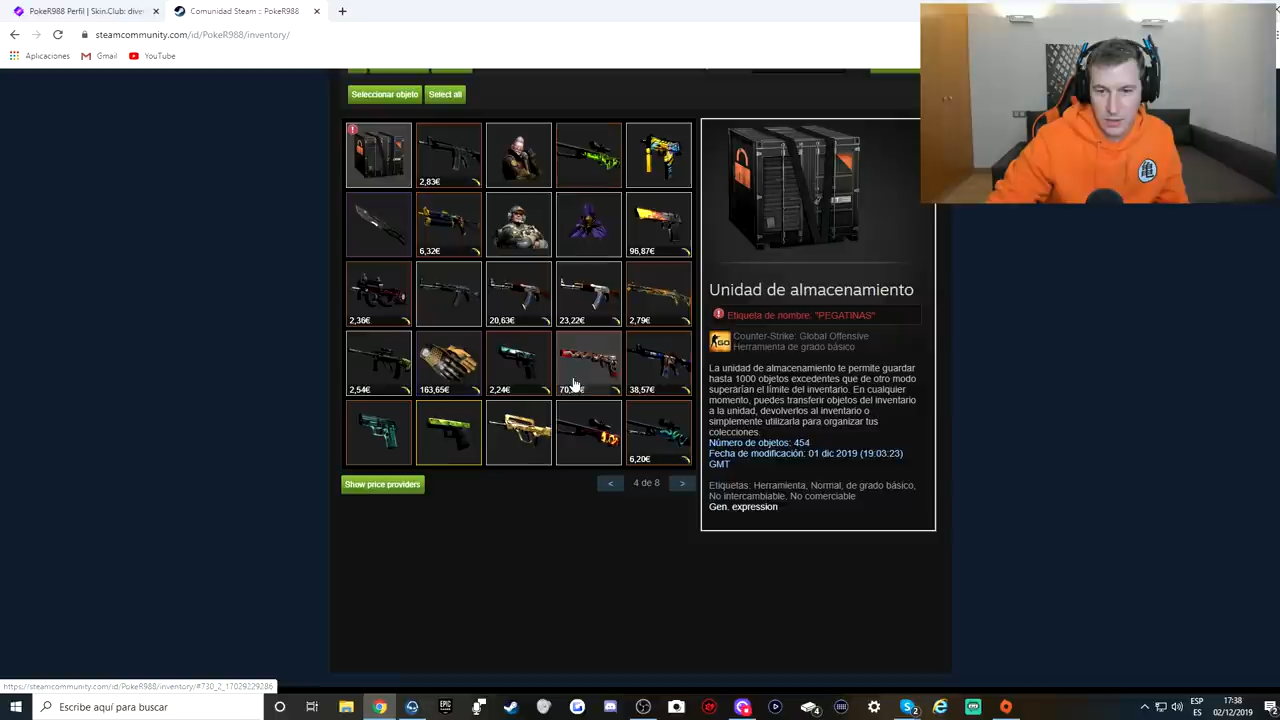 PokeR988 Perfil | Skin.Club: dive
Comunidad Steam :: PokeR988
steamcommunity.com/id/PokeR988/inventory/
Aplicaciones
Gmail
YouTube
Seleccionar objeto
Select all
2,83€
6,32€
96,87€
2,36€
20,63€
23,22€
2,79€
2,54€
163,65€
2,24€
38,57€
6,20€
Show price providers
<
4 de 8
>
Unidad de almacenamiento
Etiqueta de nombre: "PEGATINAS"
Counter-Strike: Global Offensive
Herramienta de grado básico
La unidad de almacenamiento te permite guardar
hasta 1000 objetos excedentes que de otro modo
superarían el límite del inventario. En cualquier
momento, puedes transferir objetos del inventario
a la unidad, devolverlos al inventario o
simplemente utilizarla para organizar tus
colecciones.
Número de objetos: 454
Fecha de modificación: 01 dic 2019 (19:03:23)
GMT
Etiquetas: Herramienta, Normal, de grado básico,
No intercambiable, No comerciable
Gen. expression
https://steamcommunity.com/id/PokeR988/inventory/#730_2_17029229286
Escribe aquí para buscar
ESP
ES
17:38
02/12/2019